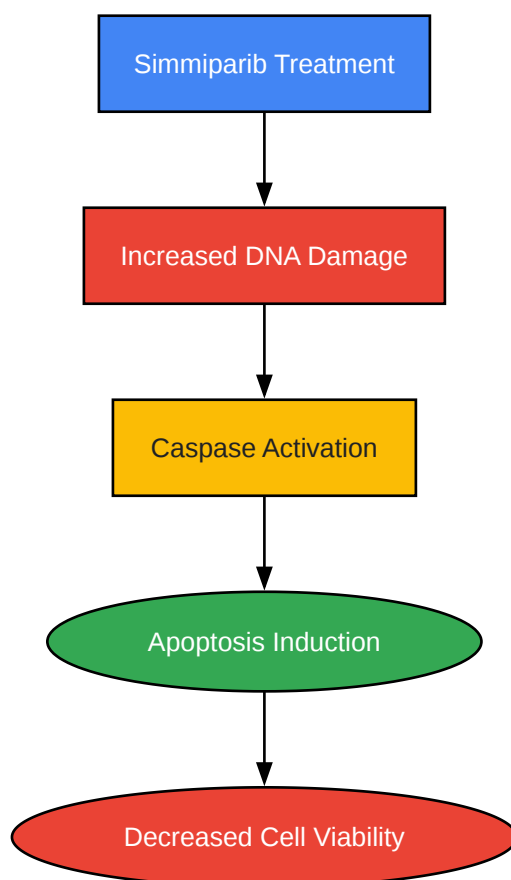 Simmiparib Treatment
Increased DNA Damage
Caspase Activation
Apoptosis Induction
Decreased Cell Viability